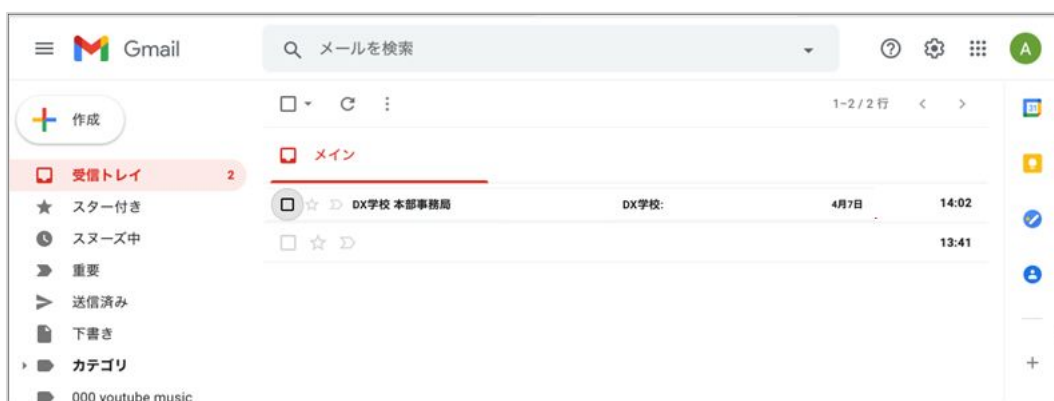 Gmail
メールを検索
A
作成
1-2 / 2 行
31
メイン
受信トレイ 2
DX学校 本部事務局 DX学校: 4月7日 14:02
スター付き
スヌーズ中
13:41
重要
送信済み
下書き
カテゴリ
000 youtube music